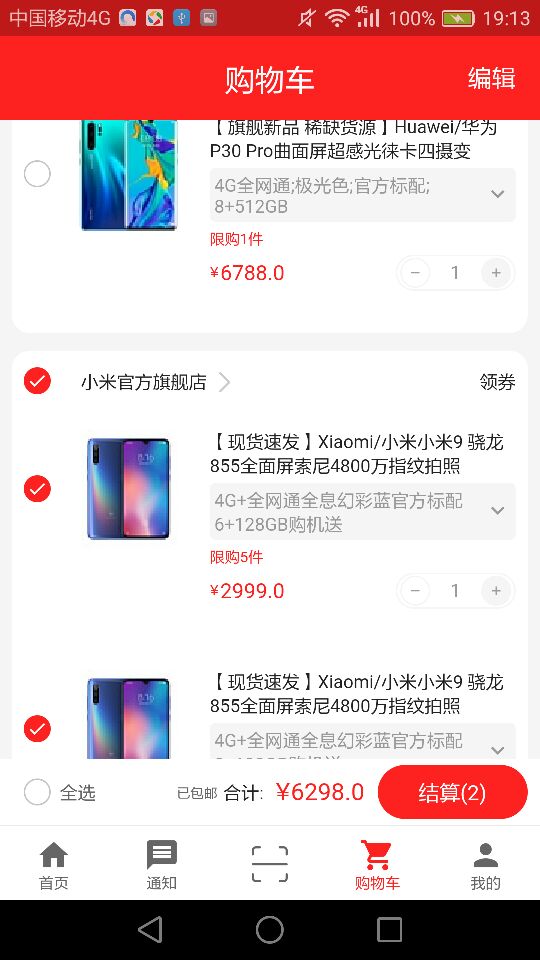 中国移动4G
4G
100%
19:13
购物车
编辑
【旗舰新品 稀缺货源】Huawei/华为
P30 Pro曲面屏超感光徕卡四摄变
4G全网通;极光色;官方标配;
8+512GB
限购1件
¥6788.0
1
小米官方旗舰店
领券
【现货速发】Xiaomi/小米小米9 骁龙
855全面屏索尼4800万指纹拍照
4G+全网通全息幻彩蓝官方标配
6+128GB购机送
限购5件
¥2999.0
1
【现货速发】Xiaomi/小米小米9 骁龙
855全面屏索尼4800万指纹拍照
4G+全网通全息幻彩蓝官方标配
全选
已包邮 合计: ¥6298.0
结算(2)
首页
通知
购物车
我的